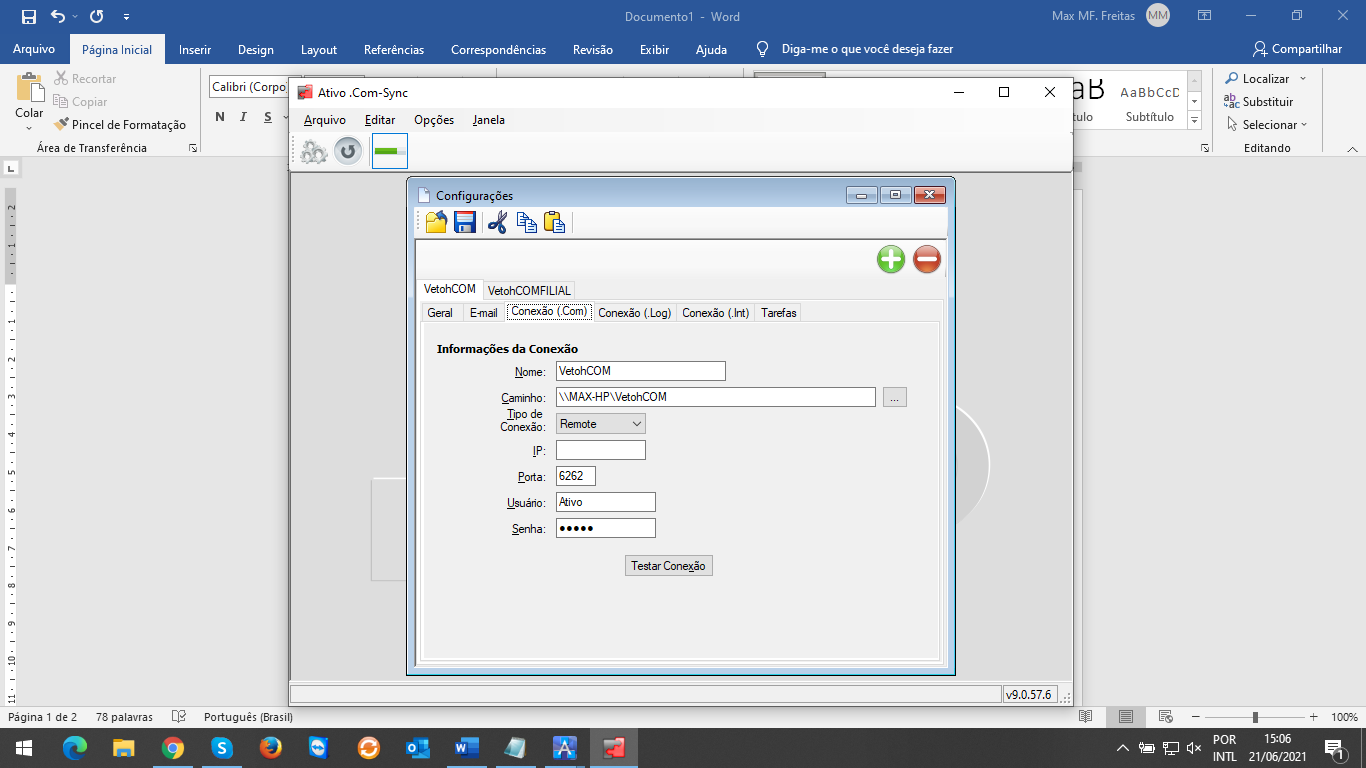 Documento1 - Word
Max MF. Freitas
MM
Arquivo
Página Inicial
Inserir
Design
Layout
Referências
Correspondências
Revisão
Exibir
Ajuda
Diga-me o que você deseja fazer
Compartilhar
Colar
Recortar
Copiar
Pincel de Formatação
Área de Transferência
Calibri (Corpo)
N I S
AaB
AaBbCcD
Subtítulo
Localizar
Substituir
Selecionar
Editando
Ativo .Com-Sync
Arquivo Editar Opções Janela
Configurações
VetohCOM VetohCOMFILIAL
Geral E-mail Conexão (.Com) Conexão (.Log) Conexão (.Int) Tarefas
Informações da Conexão
Nome: VetohCOM
Caminho: \\MAX-HP\VetohCOM ...
Tipo de
Conexão: Remote
IP:
Porta: 6262
Usuário: Ativo
Senha: •••••
Testar Conexão
v9.0.57.6
Página 1 de 2 78 palavras Português (Brasil)
100%
POR
INTL
15:06
21/06/2021
1